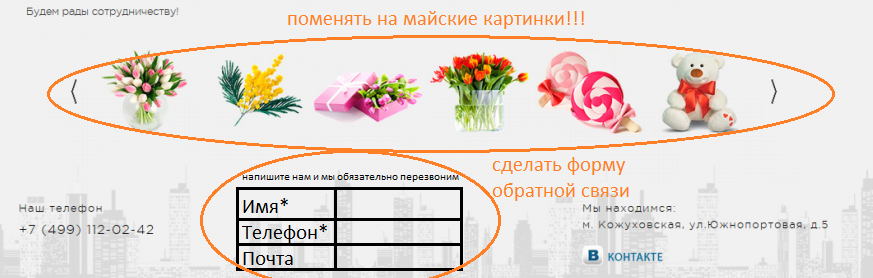 Будем рады сотрудничеству!
поменять на майские картинки!!!
сделать форму
обратной связи
напишите нам и мы обязательно перезвоним
Имя*
Телефон*
Почта
Наш телефон
+7 (499) 112-02-42
Мы находимся:
м. Кожуховская, ул.Южнопортовая, д.5
В КОНТАКТЕ